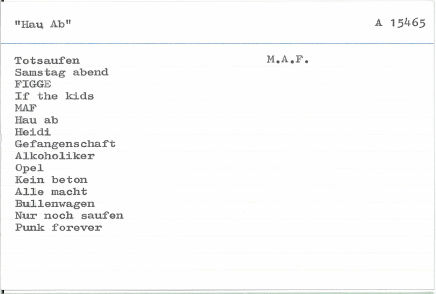 "Hau Ab" A 15465
Totsaufen M.A.F.
Samstag abend
FIGGE
If the kids
MAF
Hau ab
Heidi
Gefangenschaft
Alkoholiker
Opel
Kein beton
Alle macht
Bullenwagen
Nur noch saufen
Punk forever